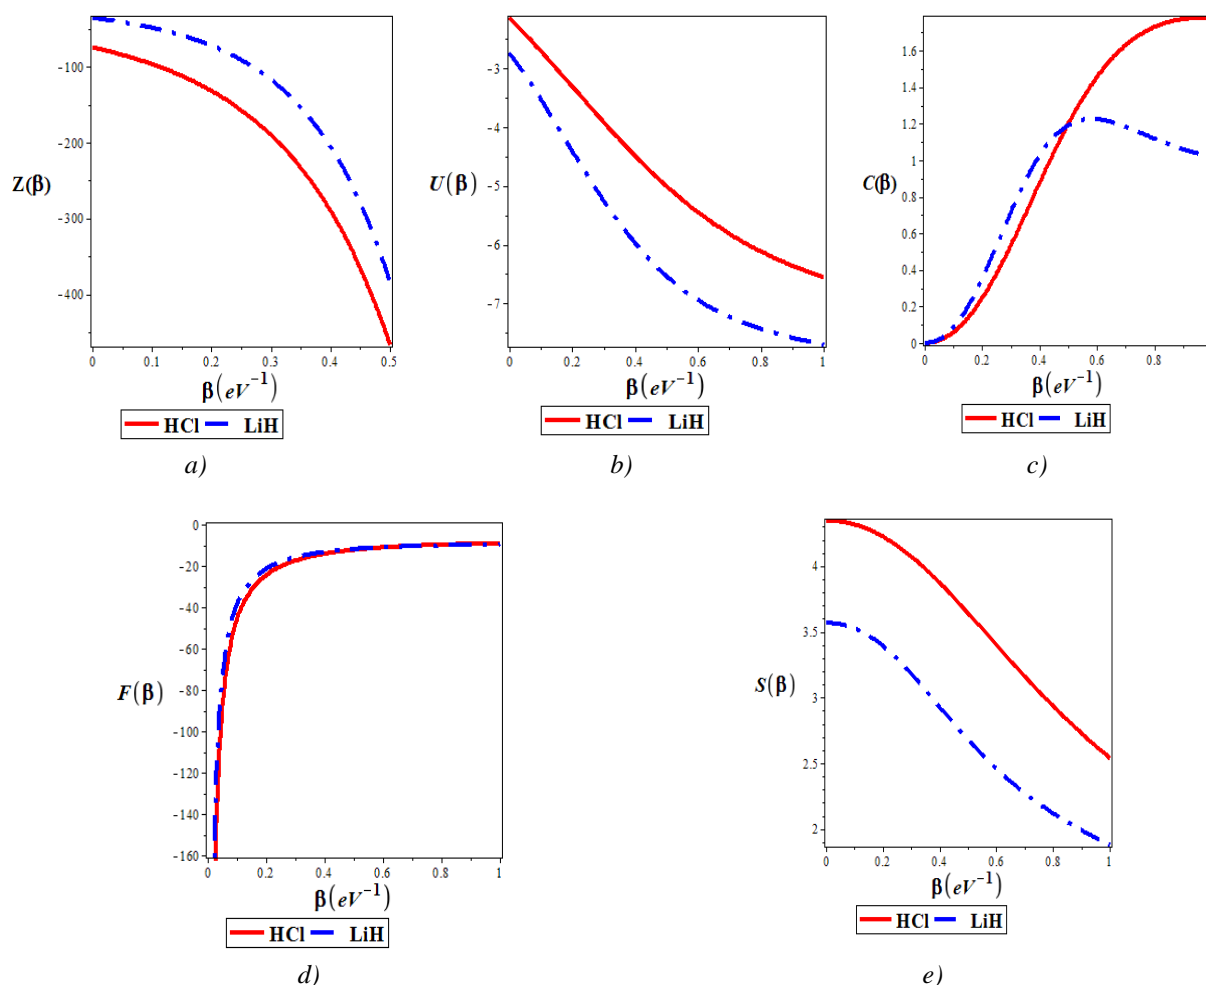 -100
-200
-300
-400
Z(β)
0 0.1 0.2 0.3 0.4 0.5
β(eV⁻¹)
HCl LiH
a)
-3
-4
-5
-6
-7
U(β)
0 0.2 0.4 0.6 0.8 1
β(eV⁻¹)
HCl LiH
b)
1.6
1.4
1.2
1
0.8
0.6
0.4
0.2
0
C(β)
0 0.2 0.4 0.6 0.8
β(eV⁻¹)
HCl LiH
c)
0
-20
-40
-60
-80
-100
-120
-140
-160
F(β)
0 0.2 0.4 0.6 0.8 1
β(eV⁻¹)
HCl LiH
d)
4
3.5
3
2.5
2
S(β)
0 0.2 0.4 0.6 0.8 1
β(eV⁻¹)
HCl LiH
e)